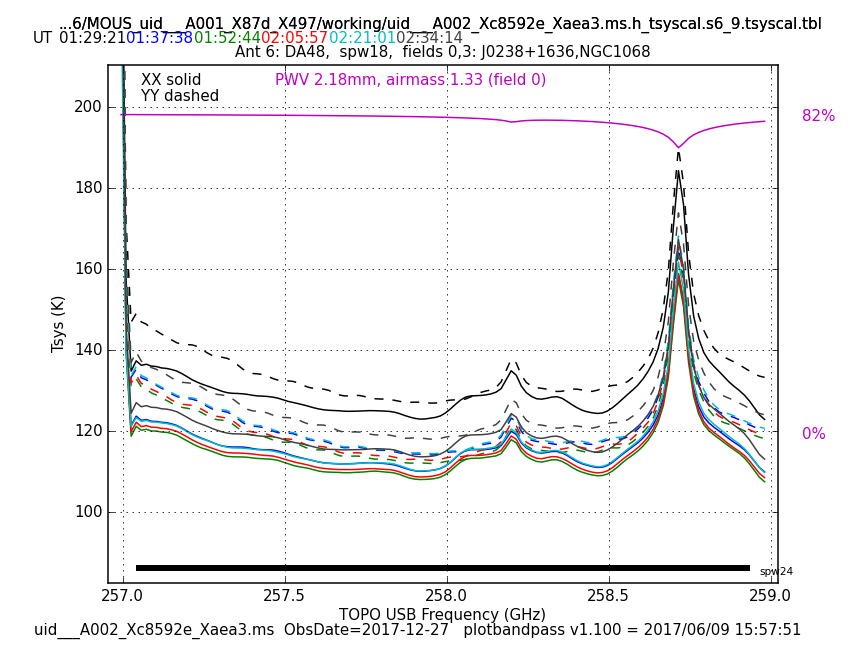 ...6/MOUS_uid___A001_X87d_X497/working/uid___A002_Xc8592e_Xaea3.ms.h_tsyscal.s6_9.tsyscal.tbl
UT 01:29:21 01:37:38 01:52:44 02:05:57 02:21:01 02:34:14
Ant 6: DA48,  spw18,  fields 0,3: J0238+1636,NGC1068
XX solid
YY dashed
PWV 2.18mm, airmass 1.33 (field 0)
200
180
160
140
120
100
Tsys (K)
82%
0%
spw24
257.0 257.5 258.0 258.5 259.0
TOPO USB Frequency (GHz)
uid___A002_Xc8592e_Xaea3.ms  ObsDate=2017-12-27   plotbandpass v1.100 = 2017/06/09 15:57:51